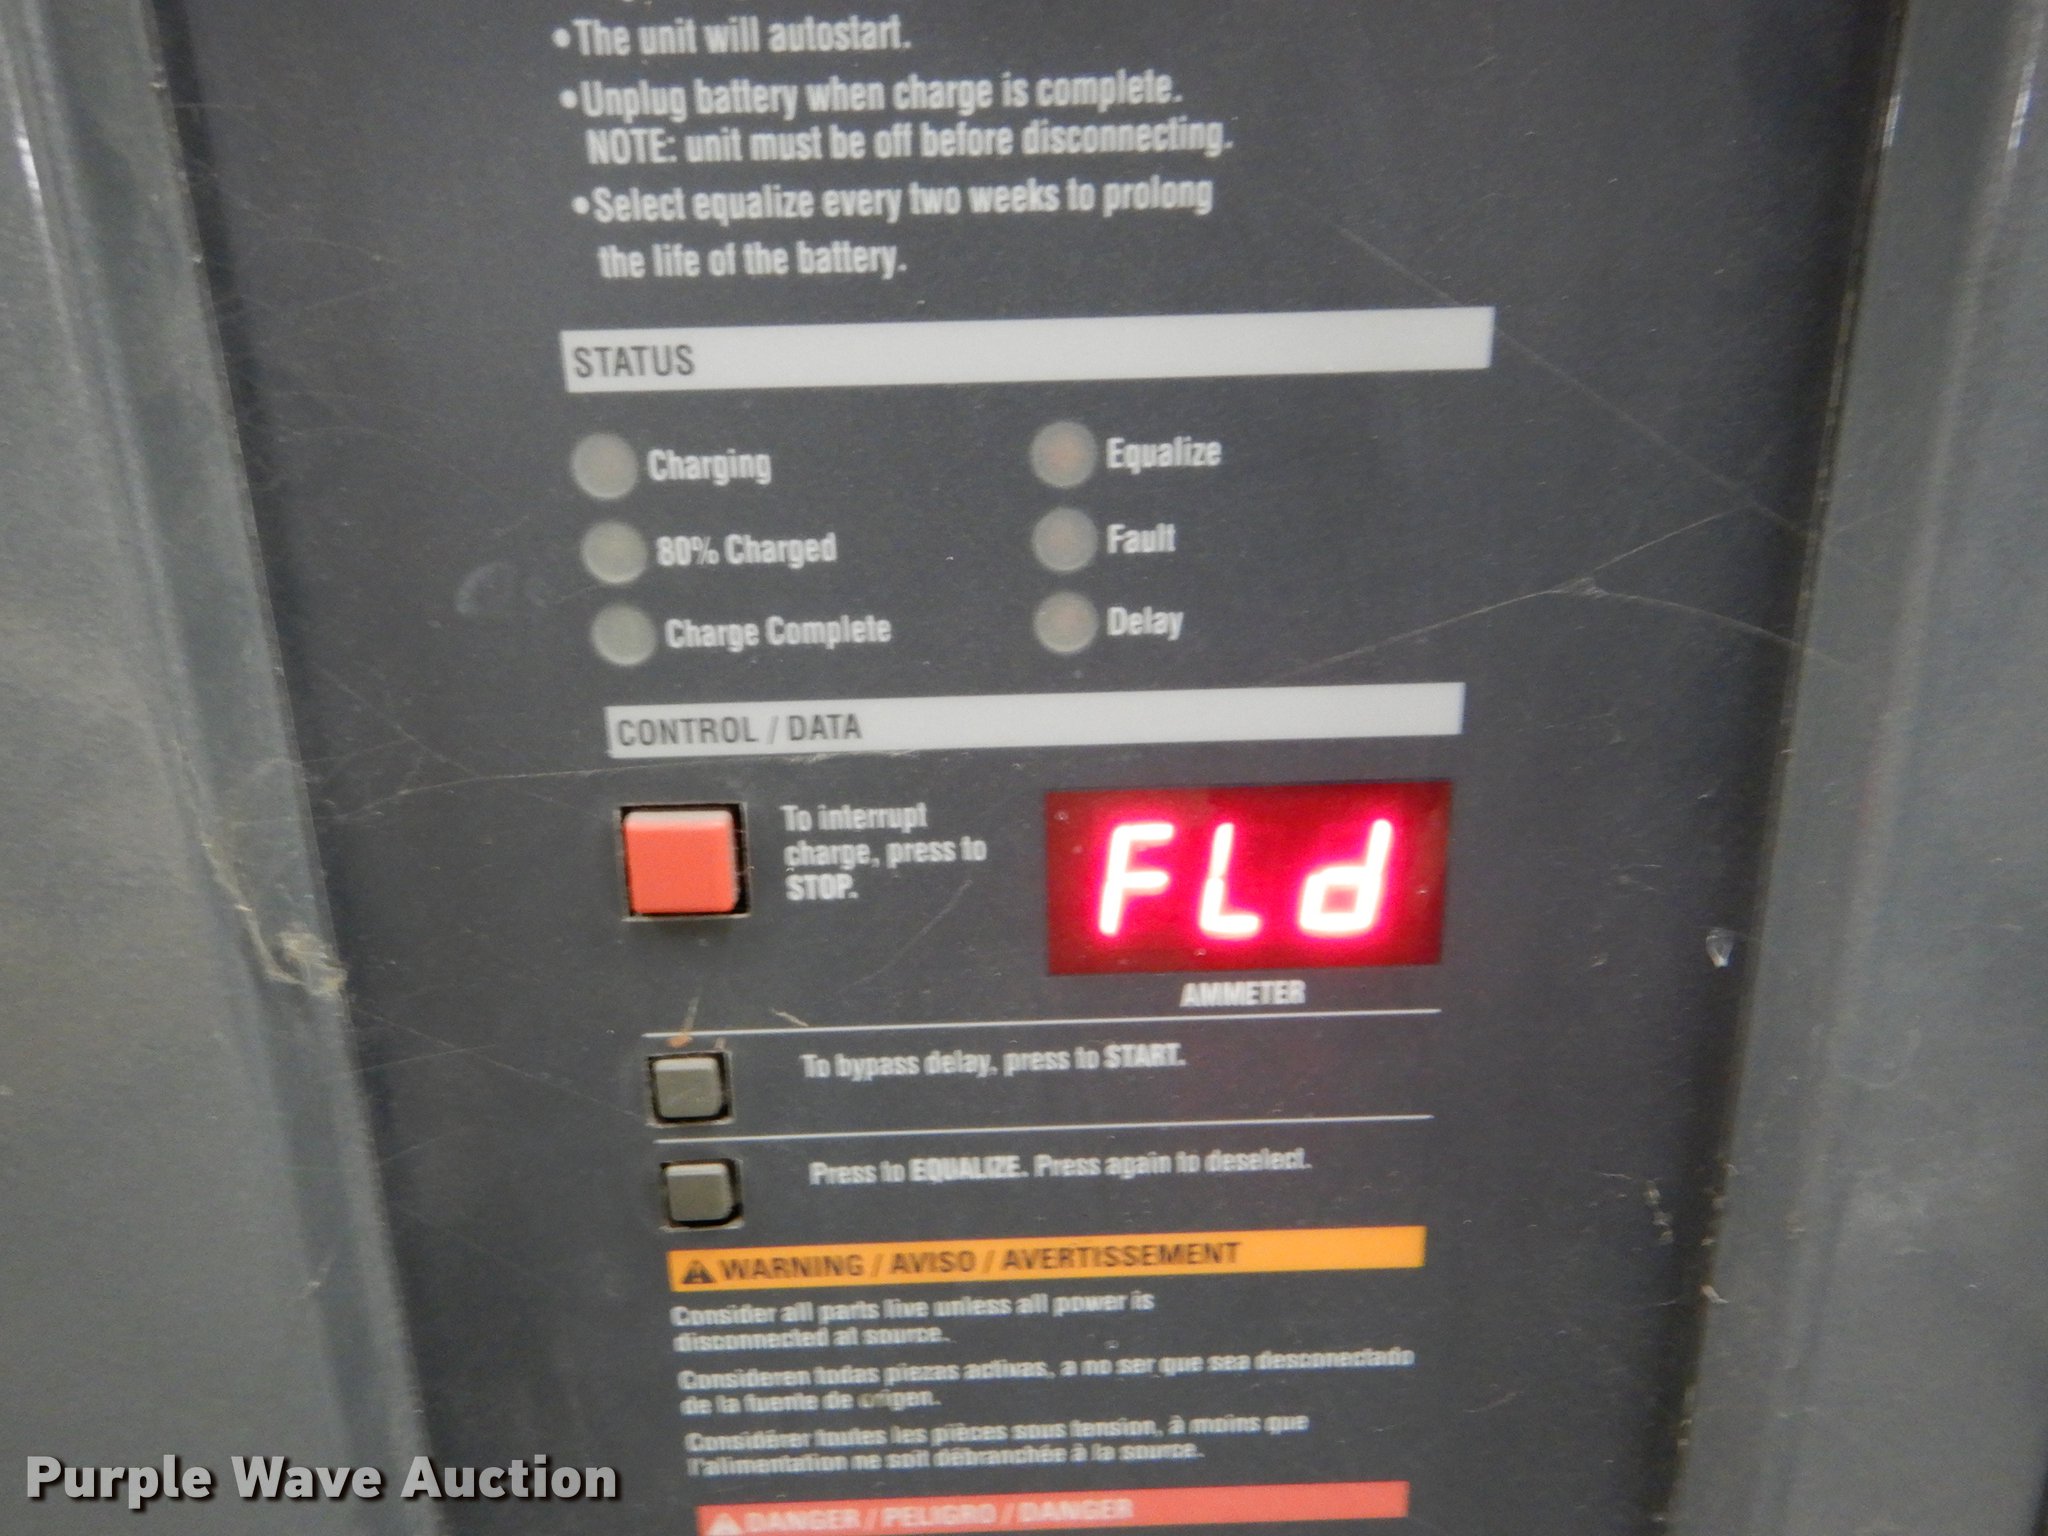 •The unit will autostart.
•Unplug battery when charge is complete.
NOTE: unit must be off before disconnecting.
•Select equalize every two weeks to prolong
the life of the battery.
STATUS
Charging
Equalize
80% Charged
Fault
Charge Complete
Delay
CONTROL / DATA
To interrupt
charge, press to
STOP.
FLd
AMMETER
To bypass delay, press to START.
Press to EQUALIZE. Press again to deselect.
WARNING / AVISO / AVERTISSEMENT
Consider all parts live unless all power is
disconnected at source.
Consideren todas piezas activas, a no ser que sea desconectado
de la fuente de origen.
Considérer toutes les pièces sous tension, à moins que
l'alimentation ne soit débranchée à la source.
DANGER / PELIGRO / DANGER
Purple Wave Auction